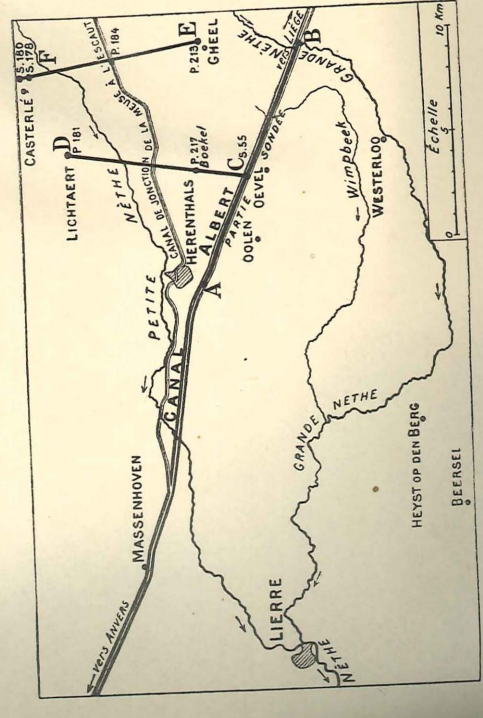 CASTERLÉ 9
S.180
S.178
F
E
P.184
P.213
GHEEL
LICHTAERT
D
P 181
NÈTHE
CANAL DE JONCTION DE LA MEUSE A L'ESCAUT
P.217
Boekel
C
S.55
GRANDE NÈTHE
vers LIÈGE
B
PETITE
HERENTHALS
ALBERT
PARTIE SONDÉE
OEVEL
OOLEN
A
CANAL
Wimpbeek
WESTERLOO
MASSENHOVEN
vers ANVERS
GRANDE NETHE
HEYST OP DEN BERG
BEERSEL
LIERRE
NÈTHE
Échelle
0 5 10 Km